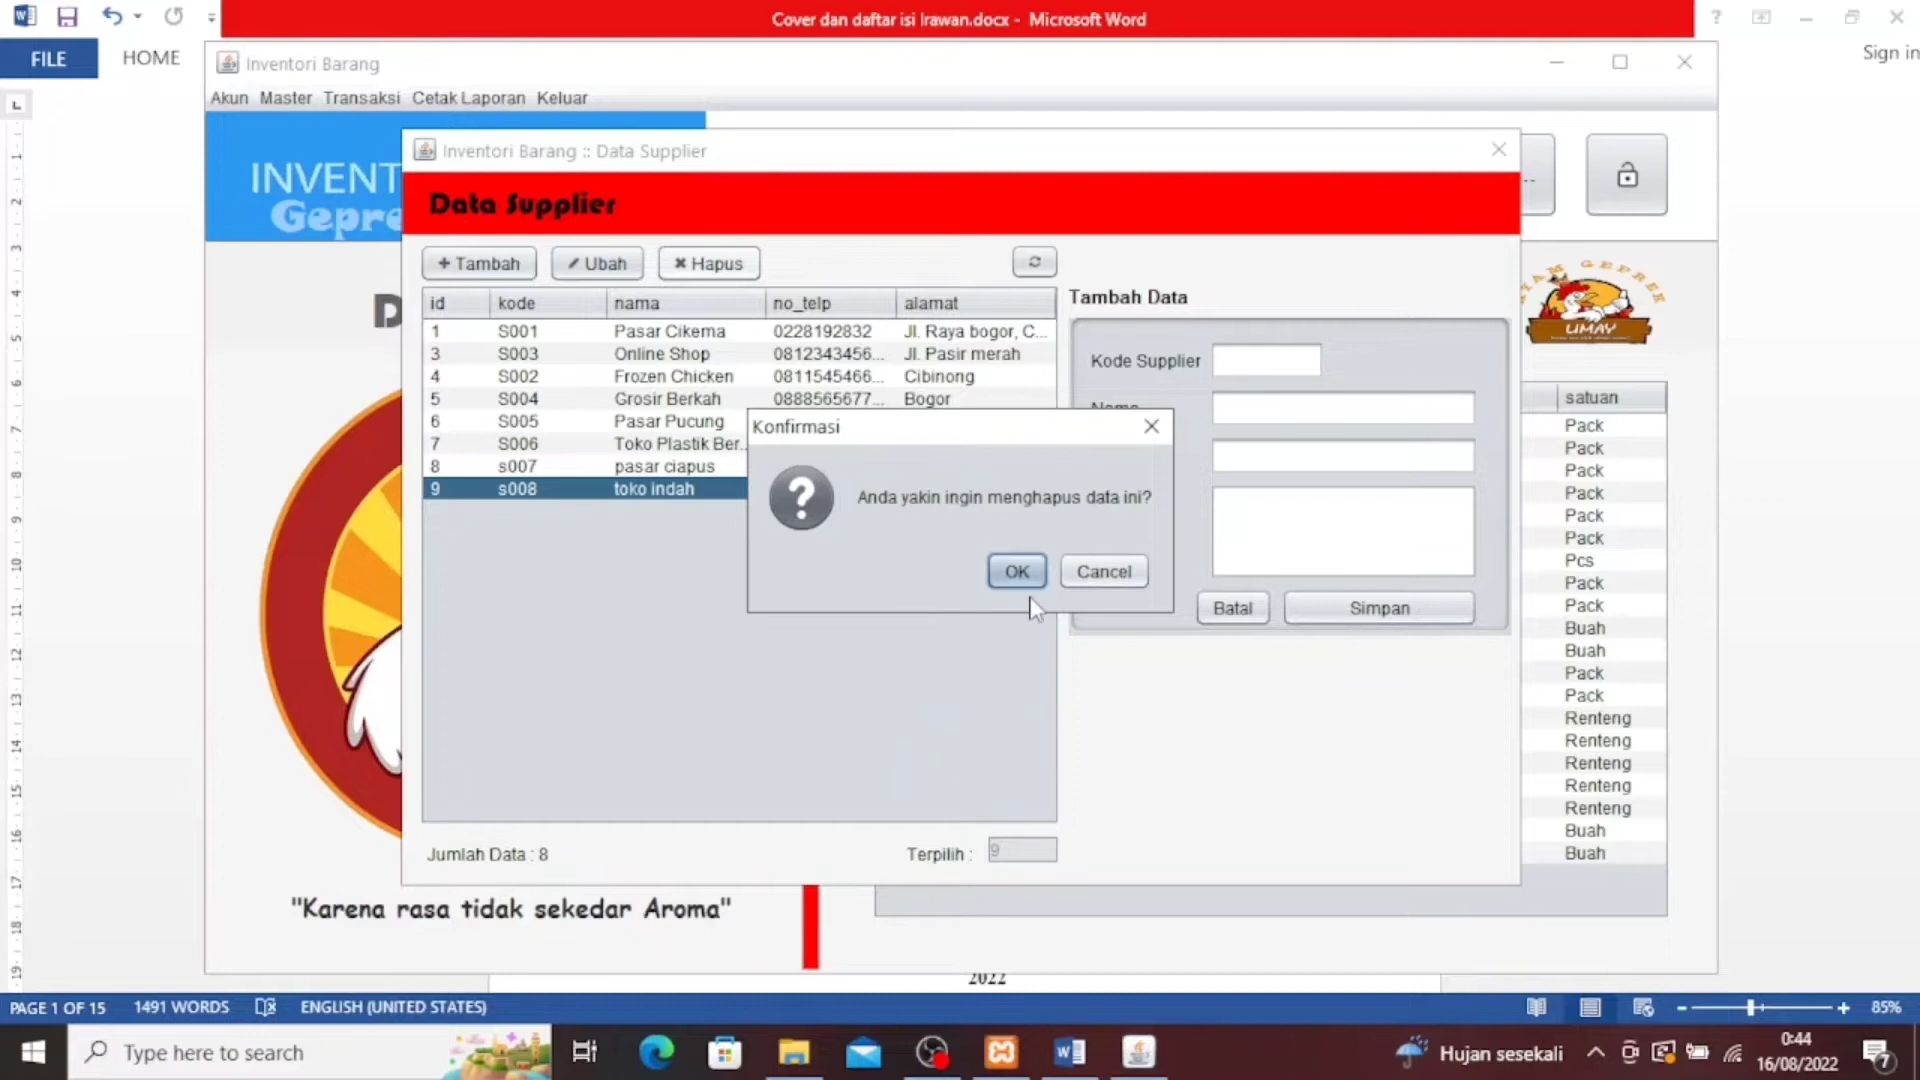 Cover dan daftar isi Irawan.docx - Microsoft Word
FILE HOME
Sign in
Inventori Barang
Akun Master Transaksi Cetak Laporan Keluar
INVENT
Gepre
Inventori Barang :: Data Supplier
Data Supplier
+ Tambah
Ubah
Hapus
id kode nama no_telp alamat
1 S001 Pasar Cikema 0228192832 Jl. Raya bogor, C...
3 S003 Online Shop 0812343456... Jl. Pasir merah
4 S002 Frozen Chicken 0811545466... Cibinong
5 S004 Grosir Berkah 0888565677... Bogor
6 S005 Pasar Pucung
7 S006 Toko Plastik Ber...
8 s007 pasar ciapus
9 s008 toko indah
Tambah Data
Kode Supplier
Nama
Batal Simpan
Konfirmasi
Anda yakin ingin menghapus data ini?
OK Cancel
Jumlah Data : 8
Terpilih : 9
D
AYAM GEPREK
UMAY
satuan
Pack
Pack
Pack
Pack
Pack
Pack
Pcs
Pack
Pack
Buah
Buah
Pack
Pack
Renteng
Renteng
Renteng
Renteng
Renteng
Buah
Buah
"Karena rasa tidak sekedar Aroma"
2022
PAGE 1 OF 15 1491 WORDS ENGLISH (UNITED STATES)
85%
Type here to search
Hujan sesekali
0:44
16/08/2022
7